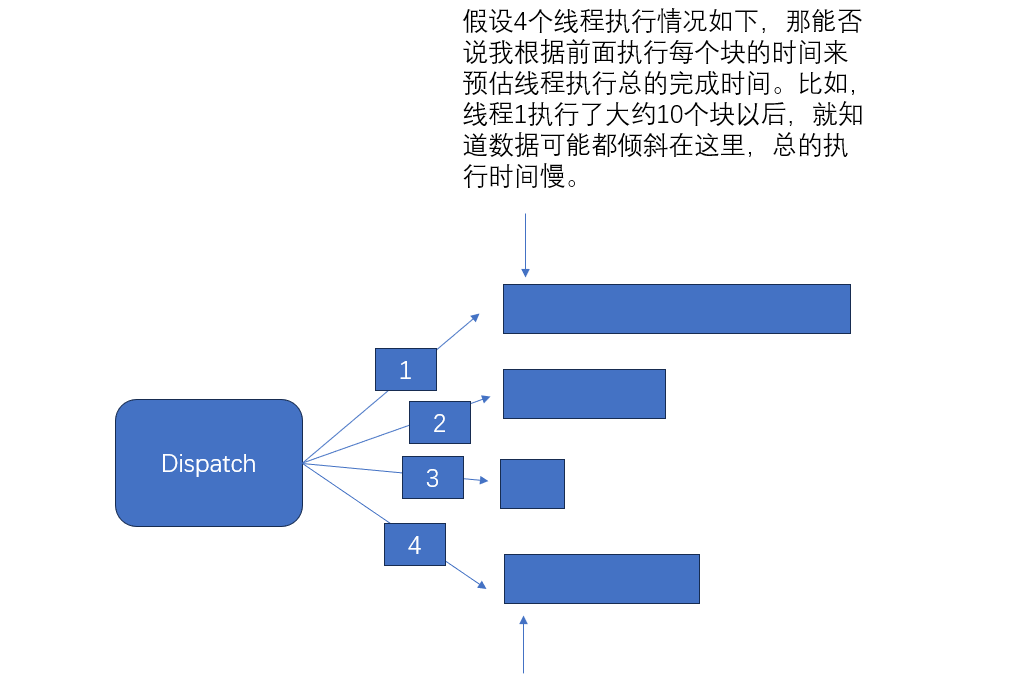 假设4个线程执行情况如下，那能否
说我根据前面执行每个块的时间来
预估线程执行总的完成时间。比如，
线程1执行了大约10个块以后，就知
道数据可能都倾斜在这里，总的执
行时间慢。
1
2
Dispatch
3
4